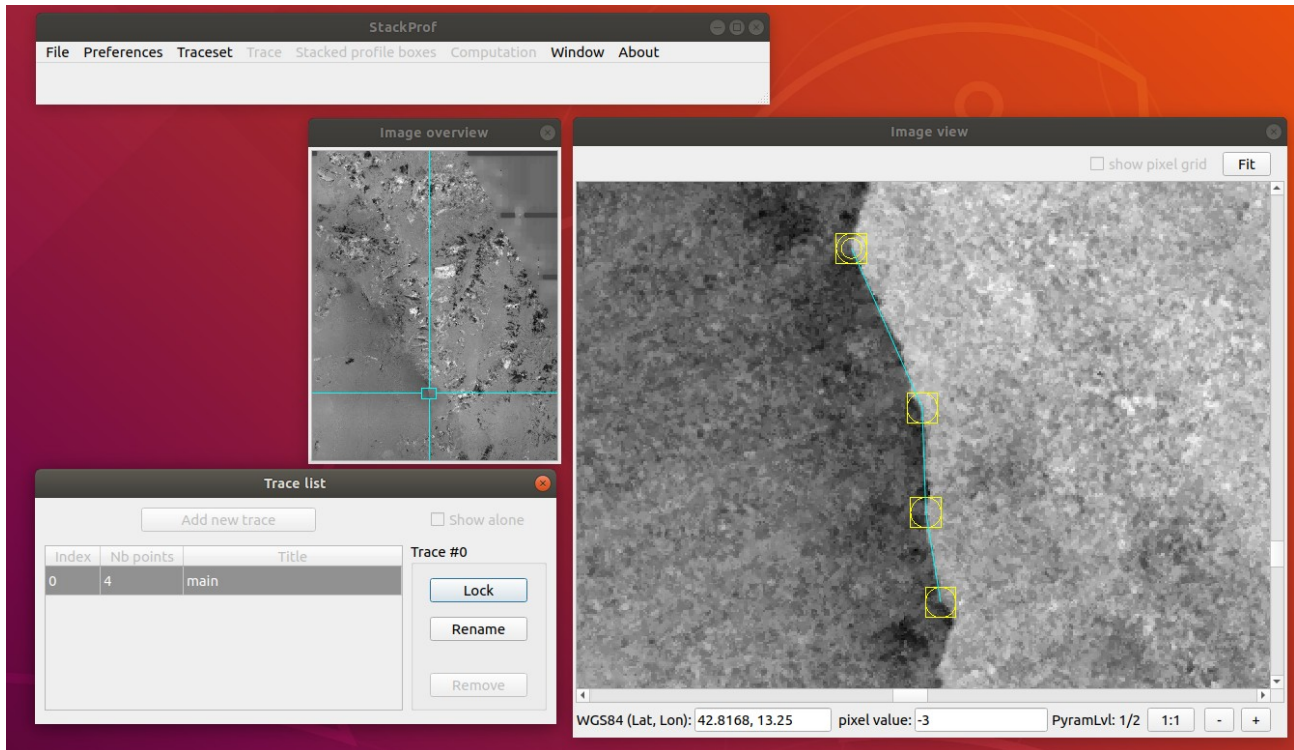 StackProf
File Preferences Traceset Trace Stacked profile boxes Computation Window About
Image overview
Image view
show pixel grid Fit
Trace list
Add new trace
Show alone
Index Nb points Title
Trace #0
0 4 main
Lock
Rename
Remove
WGS84 (Lat, Lon): 42.8168, 13.25 pixel value: -3 PyramLvl: 1/2 1:1 - +